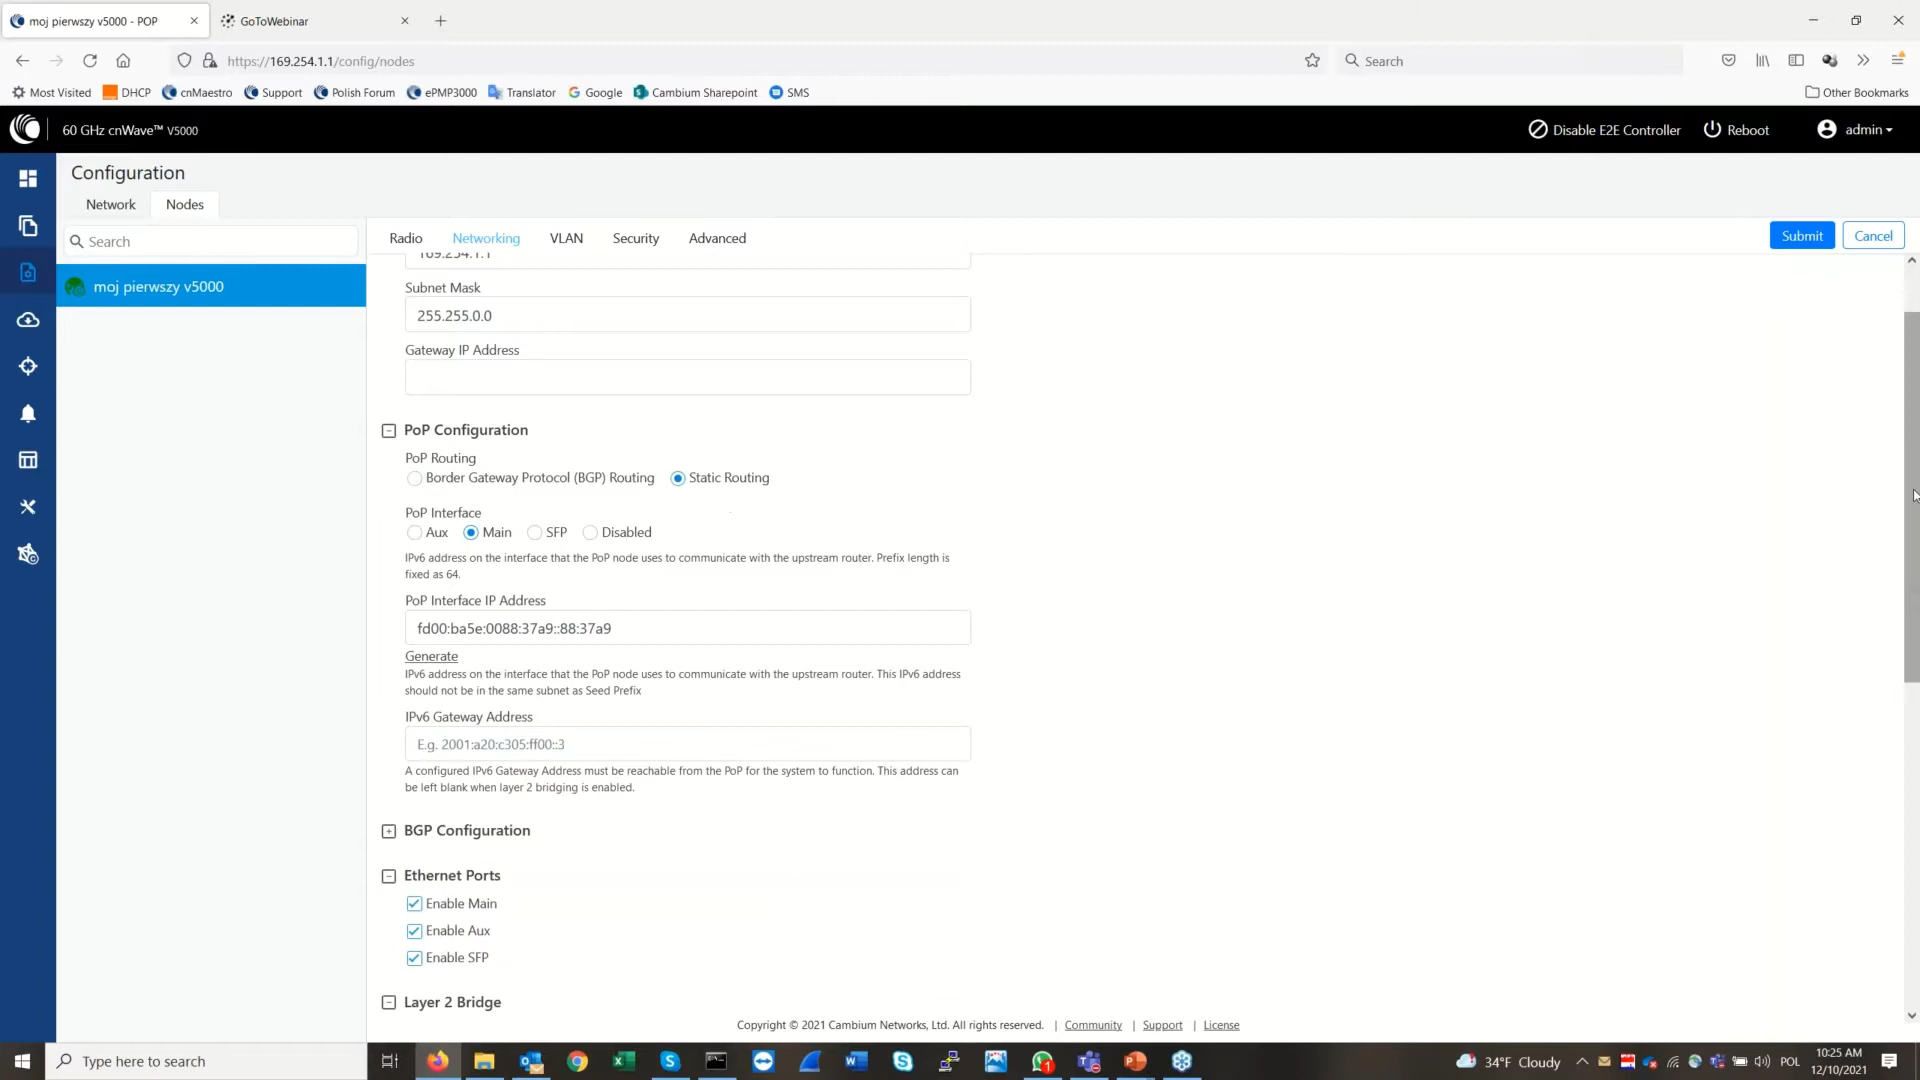 moj pierwszy v5000 - POP
GoToWebinar
https://169.254.1.1/config/nodes
Search
Most Visited DHCP cnMaestro Support Polish Forum ePMP3000 Translator Google Cambium Sharepoint SMS Other Bookmarks
60 GHz cnWave™ V5000
Disable E2E Controller Reboot admin
Configuration
Network Nodes
Search
moj pierwszy v5000
Radio Networking VLAN Security Advanced
Submit Cancel
169.254.1.1
Subnet Mask
255.255.0.0
Gateway IP Address
PoP Configuration
PoP Routing
Border Gateway Protocol (BGP) Routing Static Routing
PoP Interface
Aux Main SFP Disabled
IPv6 address on the interface that the PoP node uses to communicate with the upstream router. Prefix length is
fixed as 64.
PoP Interface IP Address
fd00:ba5e:0088:37a9::88:37a9
Generate
IPv6 address on the interface that the PoP node uses to communicate with the upstream router. This IPv6 address
should not be in the same subnet as Seed Prefix
IPv6 Gateway Address
E.g. 2001:a20:c305:ff00::3
A configured IPv6 Gateway Address must be reachable from the PoP for the system to function. This address can
be left blank when layer 2 bridging is enabled.
BGP Configuration
Ethernet Ports
Enable Main
Enable Aux
Enable SFP
Layer 2 Bridge
Copyright © 2021 Cambium Networks, Ltd. All rights reserved. | Community | Support | License
Type here to search
34°F Cloudy
POL
10:25 AM
12/10/2021